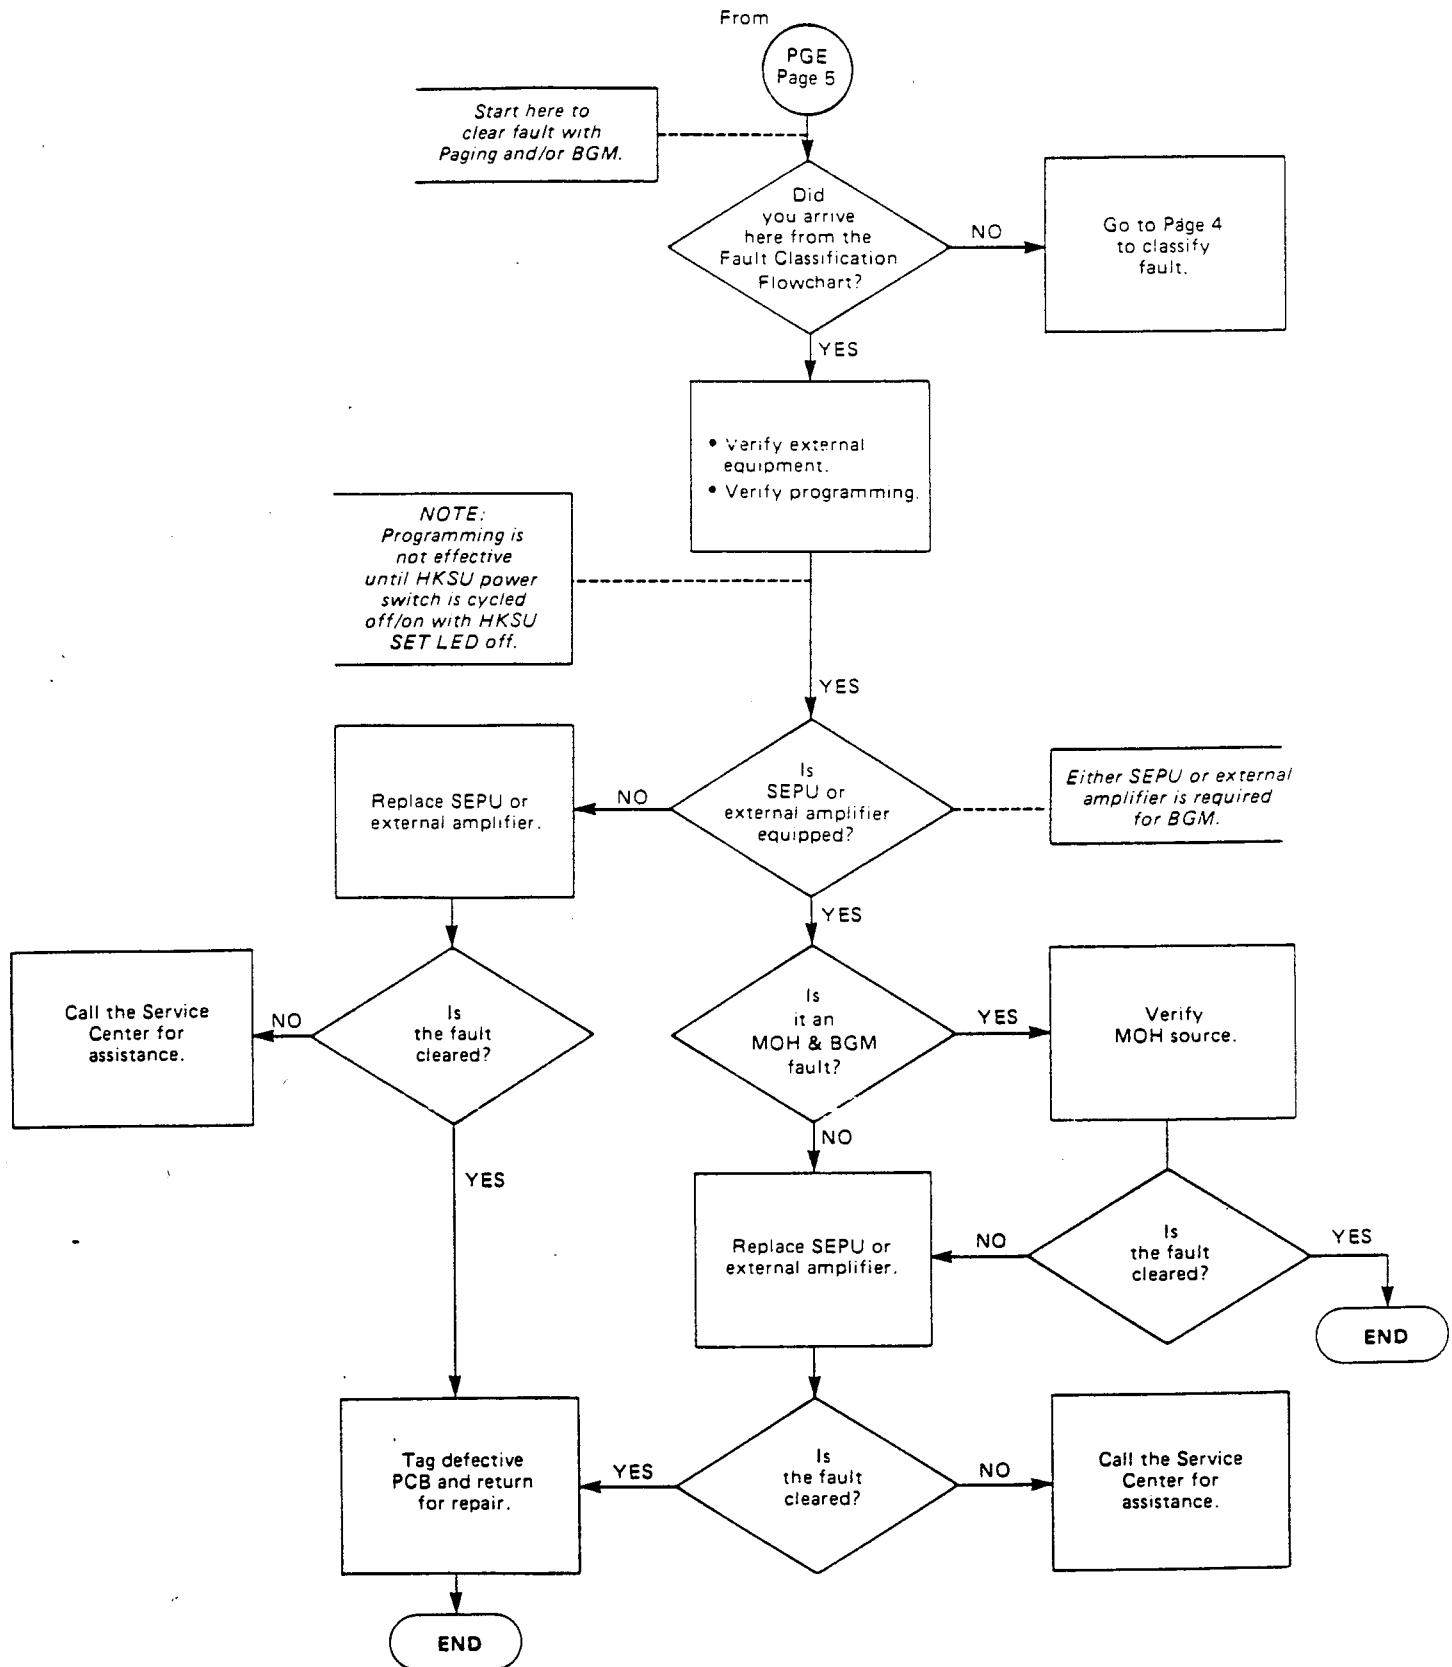 From
PGE
Page 5
Start here to
clear fault with
Paging and/or BGM.
Did
you arrive
here from the
Fault Classification
Flowchart?
NO
Go to Page 4
to classify
fault.
YES
• Verify external
equipment.
• Verify programming.
NOTE:
Programming is
not effective
until HKSU power
switch is cycled
off/on with HKSU
SET LED off.
YES
Is
SEPU or
external amplifier
equipped?
NO
Replace SEPU or
external amplifier.
Either SEPU or external
amplifier is required
for BGM.
YES
Is
the fault
cleared?
NO
Call the Service
Center for
assistance.
Is
it an
MOH & BGM
fault?
YES
Verify
MOH source.
NO
YES
Replace SEPU or
external amplifier.
NO
Is
the fault
cleared?
YES
END
Tag defective
PCB and return
for repair.
YES
Is
the fault
cleared?
NO
Call the Service
Center for
assistance.
END